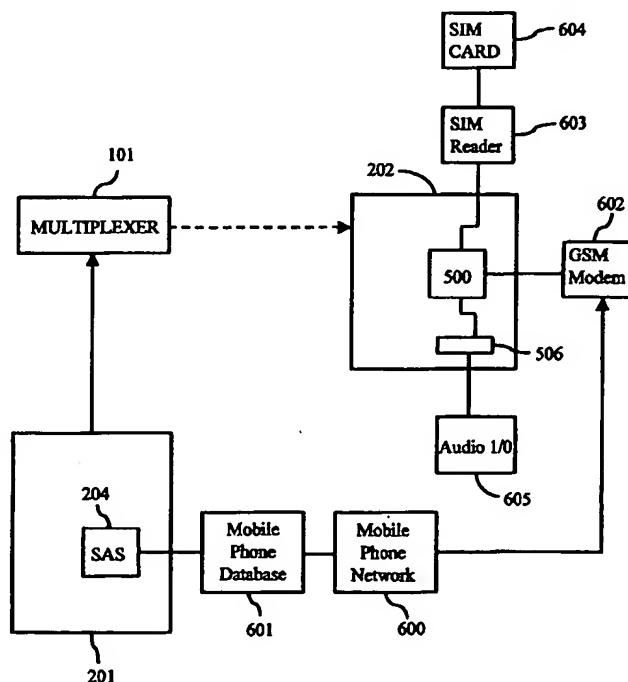 SIM
CARD
604
SIM
Reader
603
202
101
MULTIPLEXER
602
GSM
Modem
500
506
Audio 1/0
605
204
SAS
Mobile
Phone
Database
Mobile
Phone
Network
601
600
201